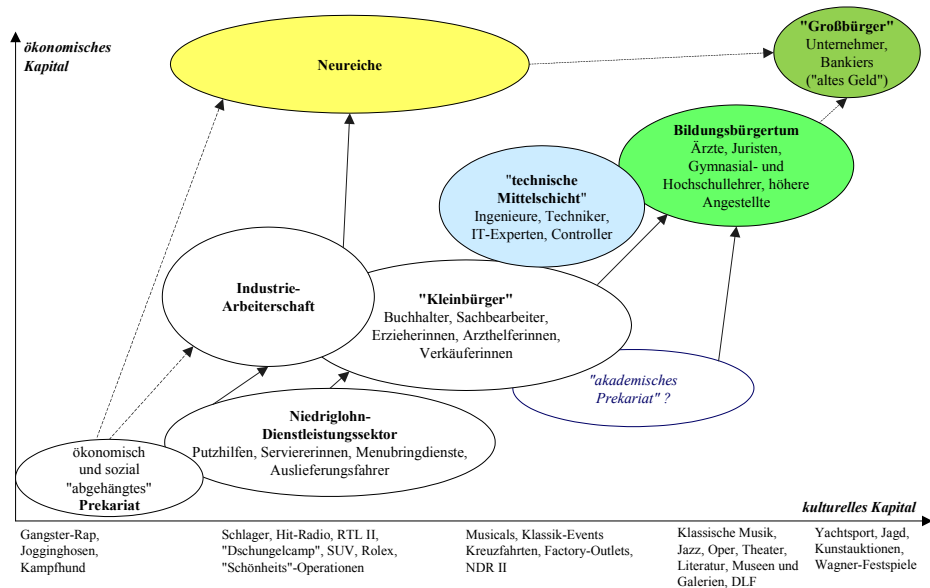 ökonomisches
Kapital
Neureiche
"Großbürger"
Unternehmer,
Bankiers
("altes Geld")
Bildungsbürgertum
Ärzte, Juristen,
Gymnasial- und
Hochschullehrer, höhere
Angestellte
"technische
Mittelschicht"
Ingenieure, Techniker,
IT-Experten, Controller
Industrie-
Arbeiterschaft
"Kleinbürger"
Buchhalter, Sachbearbeiter,
Erzieherinnen, Arzthelferinnen,
Verkäuferinnen
"akademisches
Prekariat" ?
Niedriglohn-
Dienstleistungssektor
Putzhilfen, Serviererinnen, Menubringdienste,
Auslieferungsfahrer
ökonomisch
und sozial
"abgehängtes"
Prekariat
kulturelles Kapital
Gangster-Rap,
Jogginghosen,
Kampfhund
Schlager, Hit-Radio, RTL II,
"Dschungelcamp", SUV, Rolex,
"Schönheits"-Operationen
Musicals, Klassik-Events
Kreuzfahrten, Factory-Outlets,
NDR II
Klassische Musik,
Jazz, Oper, Theater,
Literatur, Museen und
Galerien, DLF
Yachtsport, Jagd,
Kunstauktionen,
Wagner-Festspiele